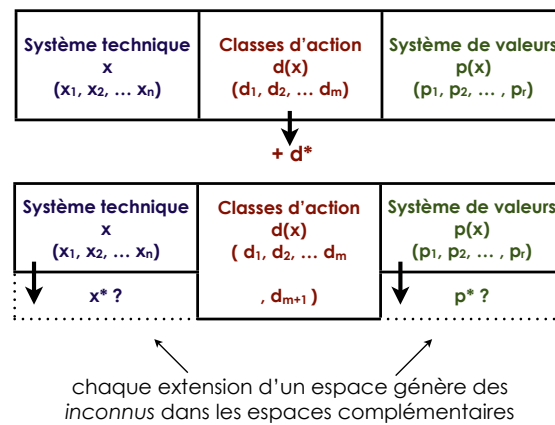 Système technique
x
(x₁, x₂, ... xₙ)
Classes d'action
d(x)
(d₁, d₂, ... dₘ)
Système de valeurs
p(x)
(p₁, p₂, ... , pᵣ)
+ d*
Système technique
x
(x₁, x₂, ... xₙ)
Classes d'action
d(x)
( d₁, d₂, ... dₘ
, dₘ₊₁ )
Système de valeurs
p(x)
(p₁, p₂, ... , pᵣ)
x* ?
p* ?
chaque extension d'un espace génère des
inconnus dans les espaces complémentaires